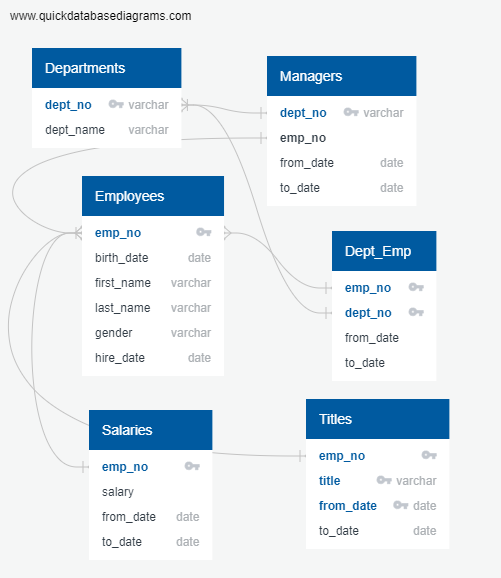 www.quickdatabasediagrams.com
Departments
dept_no varchar
dept_name varchar
Managers
dept_no varchar
emp_no
from_date date
to_date date
Employees
emp_no
birth_date date
first_name varchar
last_name varchar
gender varchar
hire_date date
Dept_Emp
emp_no
dept_no
from_date
to_date
Salaries
emp_no
salary
from_date date
to_date date
Titles
emp_no
title varchar
from_date date
to_date date